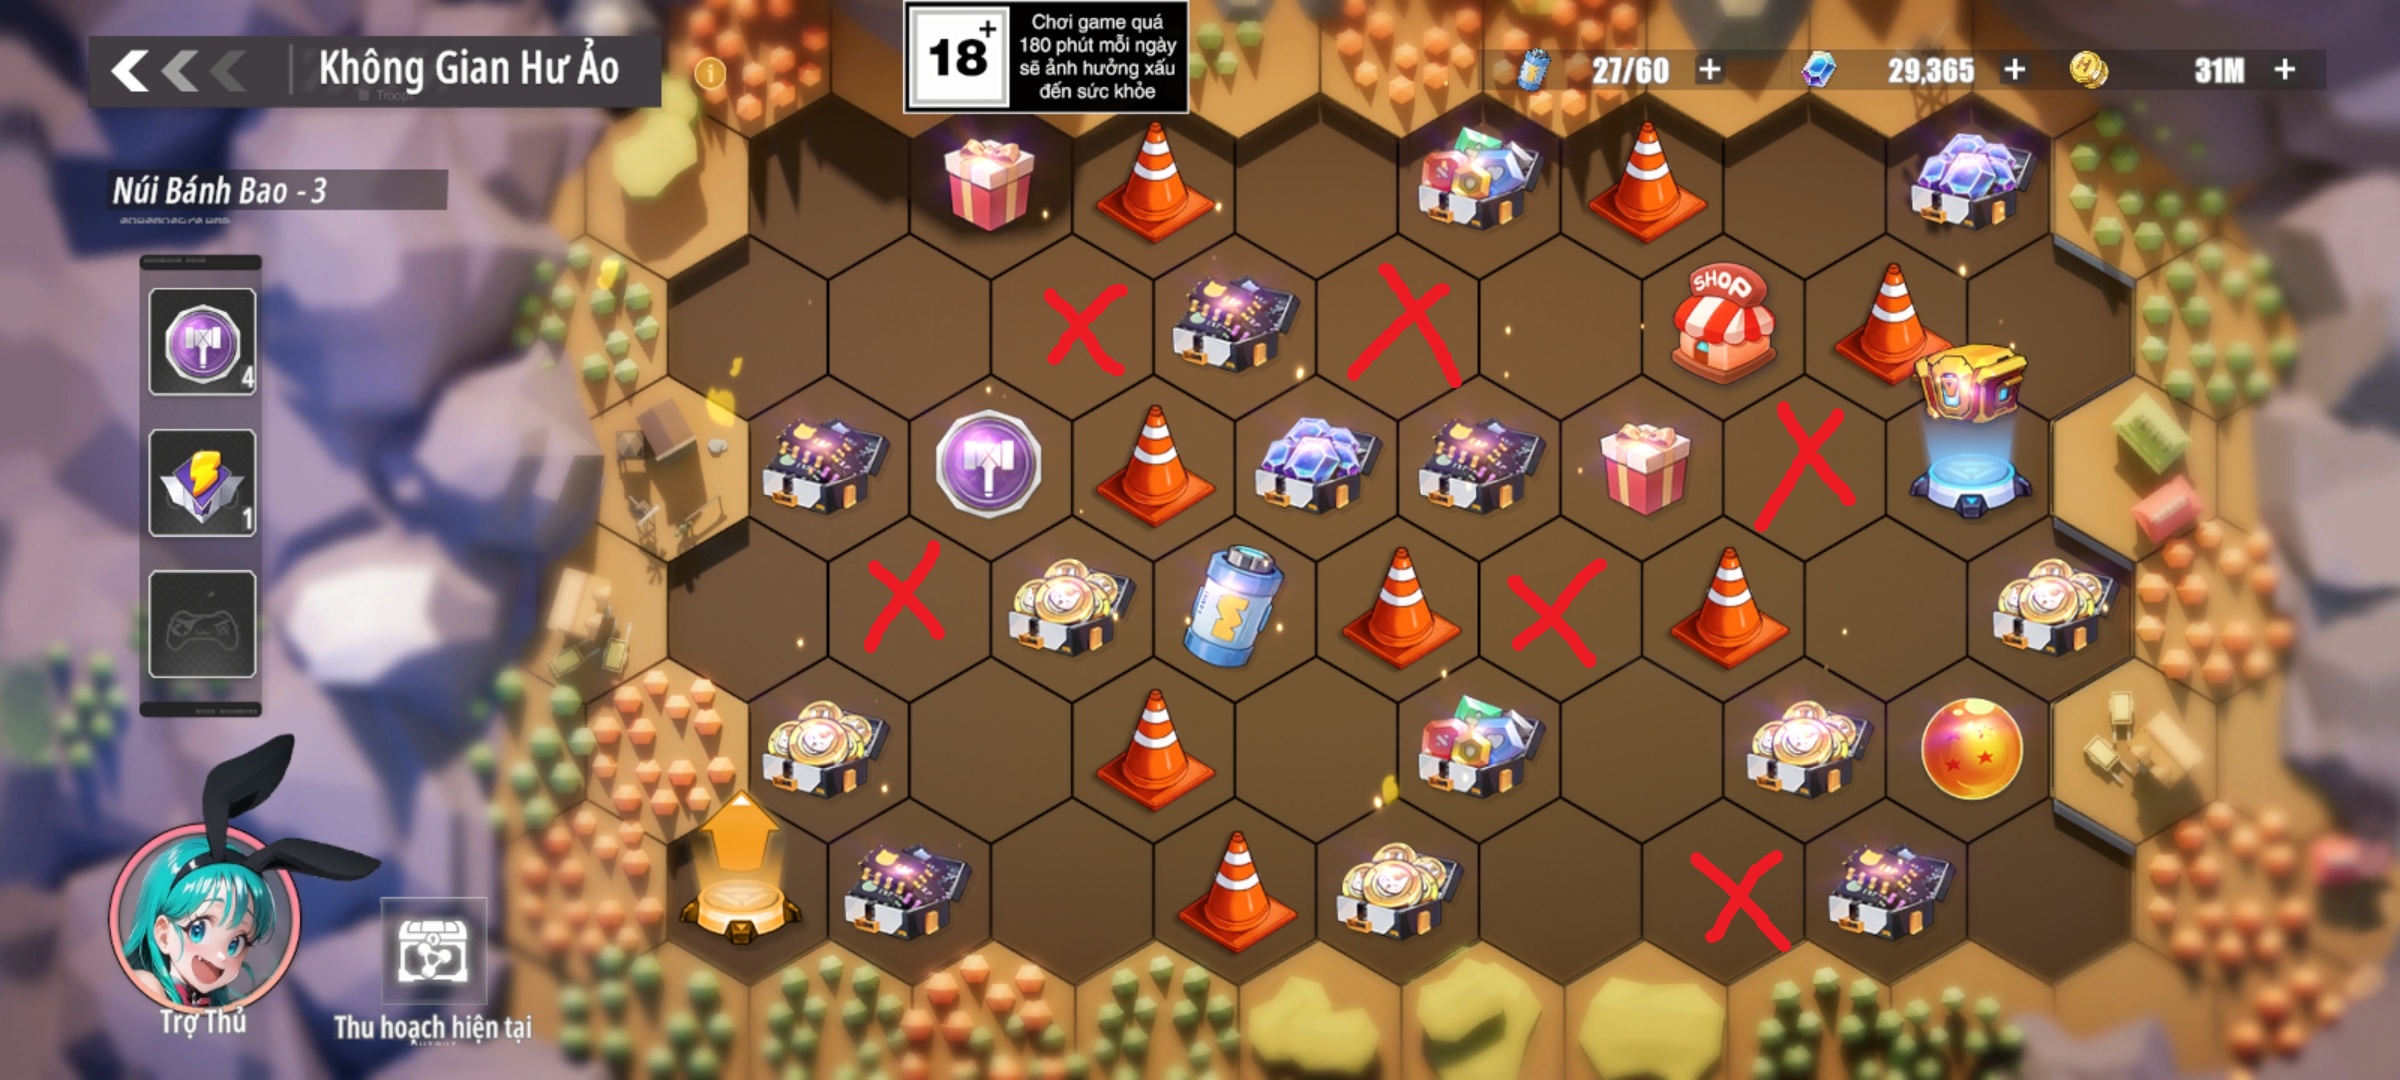 Không Gian Hư Ảo
Troops
i
18+
Chơi game quá
180 phút mỗi ngày
sẽ ảnh hưởng xấu
đến sức khỏe
27/60 +
29,365 +
31M +
Núi Bánh Bao - 3
4
1
SHOP
Trợ Thủ
Thu hoạch hiện tại